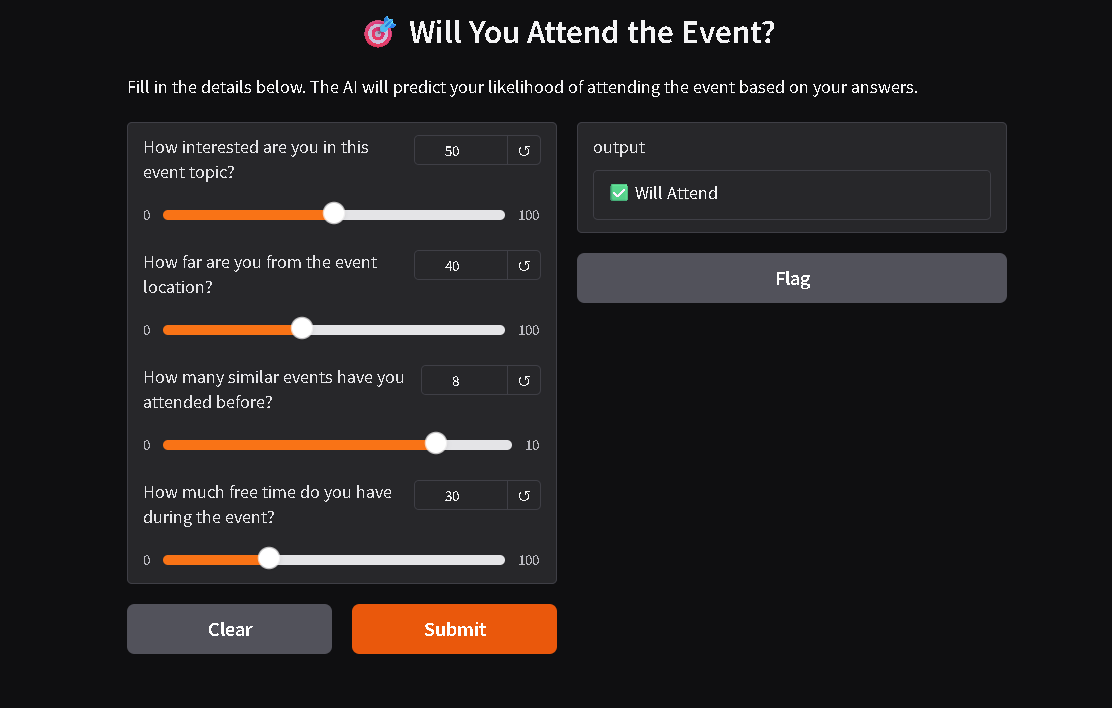 🎯 Will You Attend the Event?
Fill in the details below. The AI will predict your likelihood of attending the event based on your answers.
How interested are you in this
event topic?
50 ↺
0 100
How far are you from the event
location?
40 ↺
0 100
How many similar events have you
attended before?
8 ↺
0 10
How much free time do you have
during the event?
30 ↺
0 100
Clear Submit
output
✅ Will Attend
Flag